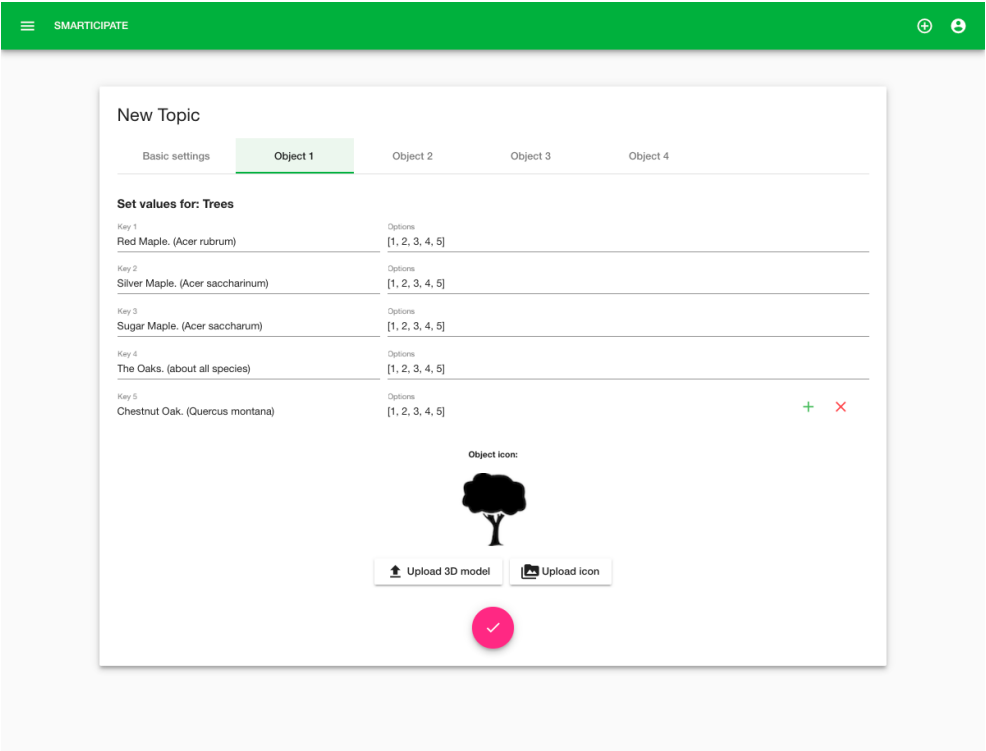 SMARTICIPATE
New Topic
Basic settings Object 1 Object 2 Object 3 Object 4
Set values for: Trees
Key 1 Options
Red Maple. (Acer rubrum) [1, 2, 3, 4, 5]
Key 2 Options
Silver Maple. (Acer saccharinum) [1, 2, 3, 4, 5]
Key 3 Options
Sugar Maple. (Acer saccharum) [1, 2, 3, 4, 5]
Key 4 Options
The Oaks. (about all species) [1, 2, 3, 4, 5]
Key 5 Options
Chestnut Oak. (Quercus montana) [1, 2, 3, 4, 5]
Object icon:
Upload 3D model Upload icon